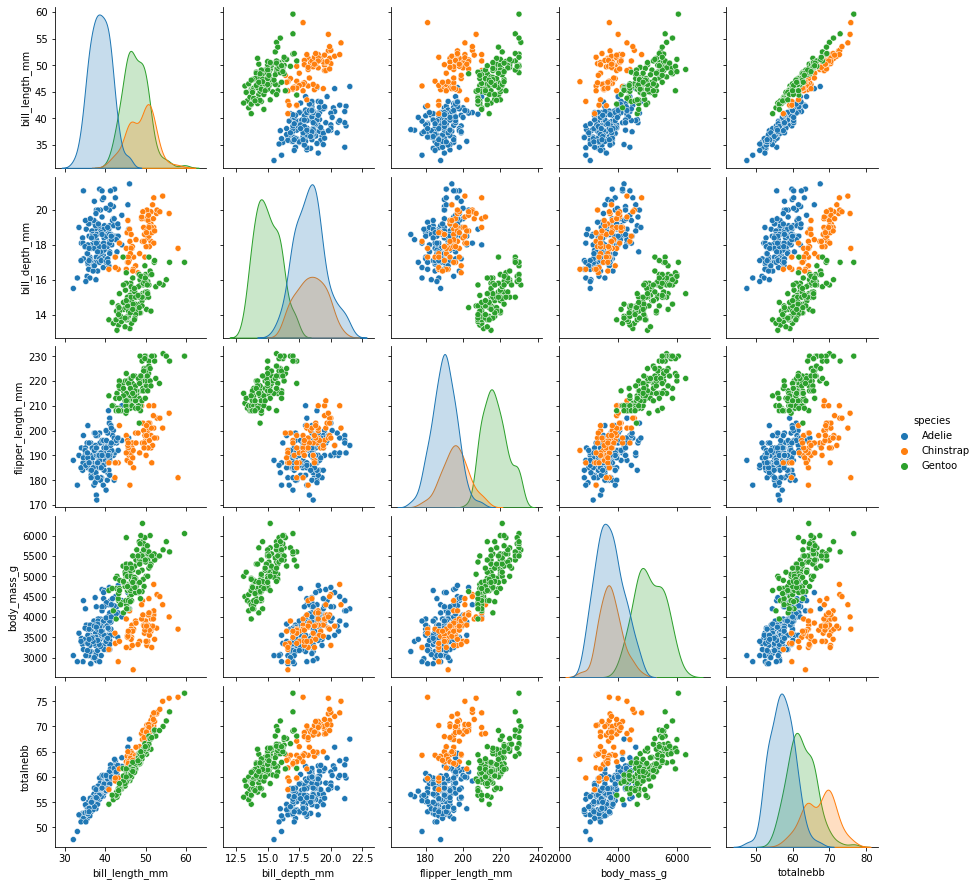 bill_length_mm
60
55
50
45
40
35
bill_depth_mm
20
18
16
14
flipper_length_mm
230
220
210
200
190
180
170
species
Adelie
Chinstrap
Gentoo
body_mass_g
6000
5500
5000
4500
4000
3500
3000
totalnebb
75
70
65
60
55
50
30 40 50 60
12.5 15.0 17.5 20.0 22.5
180 200 220 240
2000 4000 6000
50 60 70 80
bill_length_mm
bill_depth_mm
flipper_length_mm
body_mass_g
totalnebb